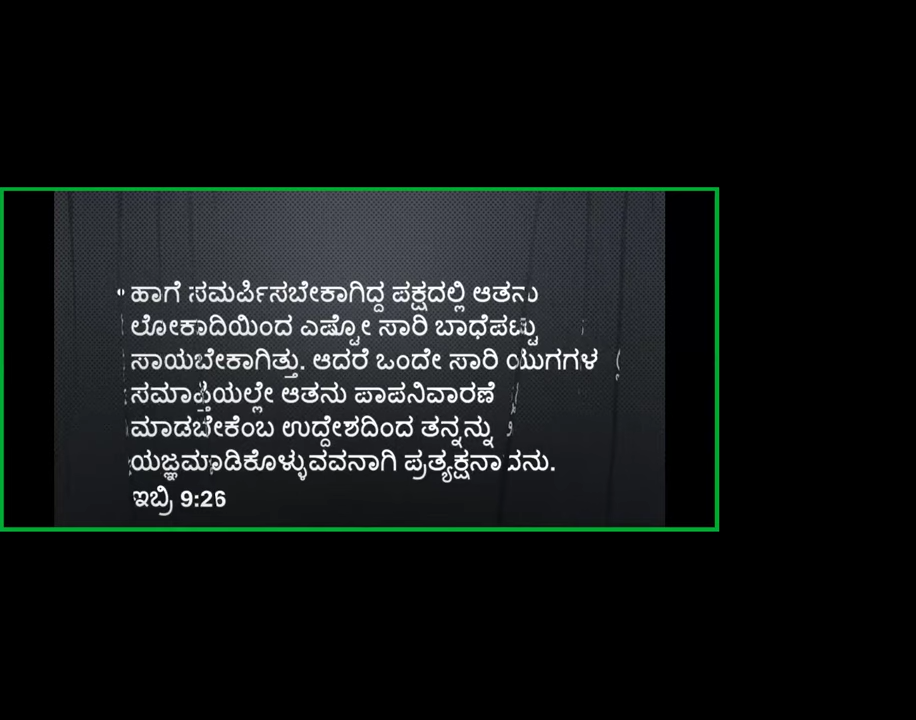 • ಹಾಗೆ ಸಮರ್ಪಿಸಬೇಕಾಗಿದ್ದ ಪಕ್ಷದಲ್ಲಿ ಆತನು
ಲೋಕಾದಿಯಿಂದ ಎಷ್ಟೋ ಸಾರಿ ಬಾಧೆಪಟ್ಟು
ಸಾಯಬೇಕಾಗಿತ್ತು. ಆದರೆ ಒಂದೇ ಸಾರಿ ಯುಗಗಳ
ಸಮಾಪ್ತಿಯಲ್ಲೇ ಆತನು ಪಾಪನಿವಾರಣೆ
ಮಾಡಬೇಕೆಂಬ ಉದ್ದೇಶದಿಂದ ತನ್ನನ್ನು
ಯಜ್ಞಮಾಡಿಕೊಳ್ಳುವವನಾಗಿ ಪ್ರತ್ಯಕ್ಷನಾದನು.
ಇಬ್ರಿ 9:26